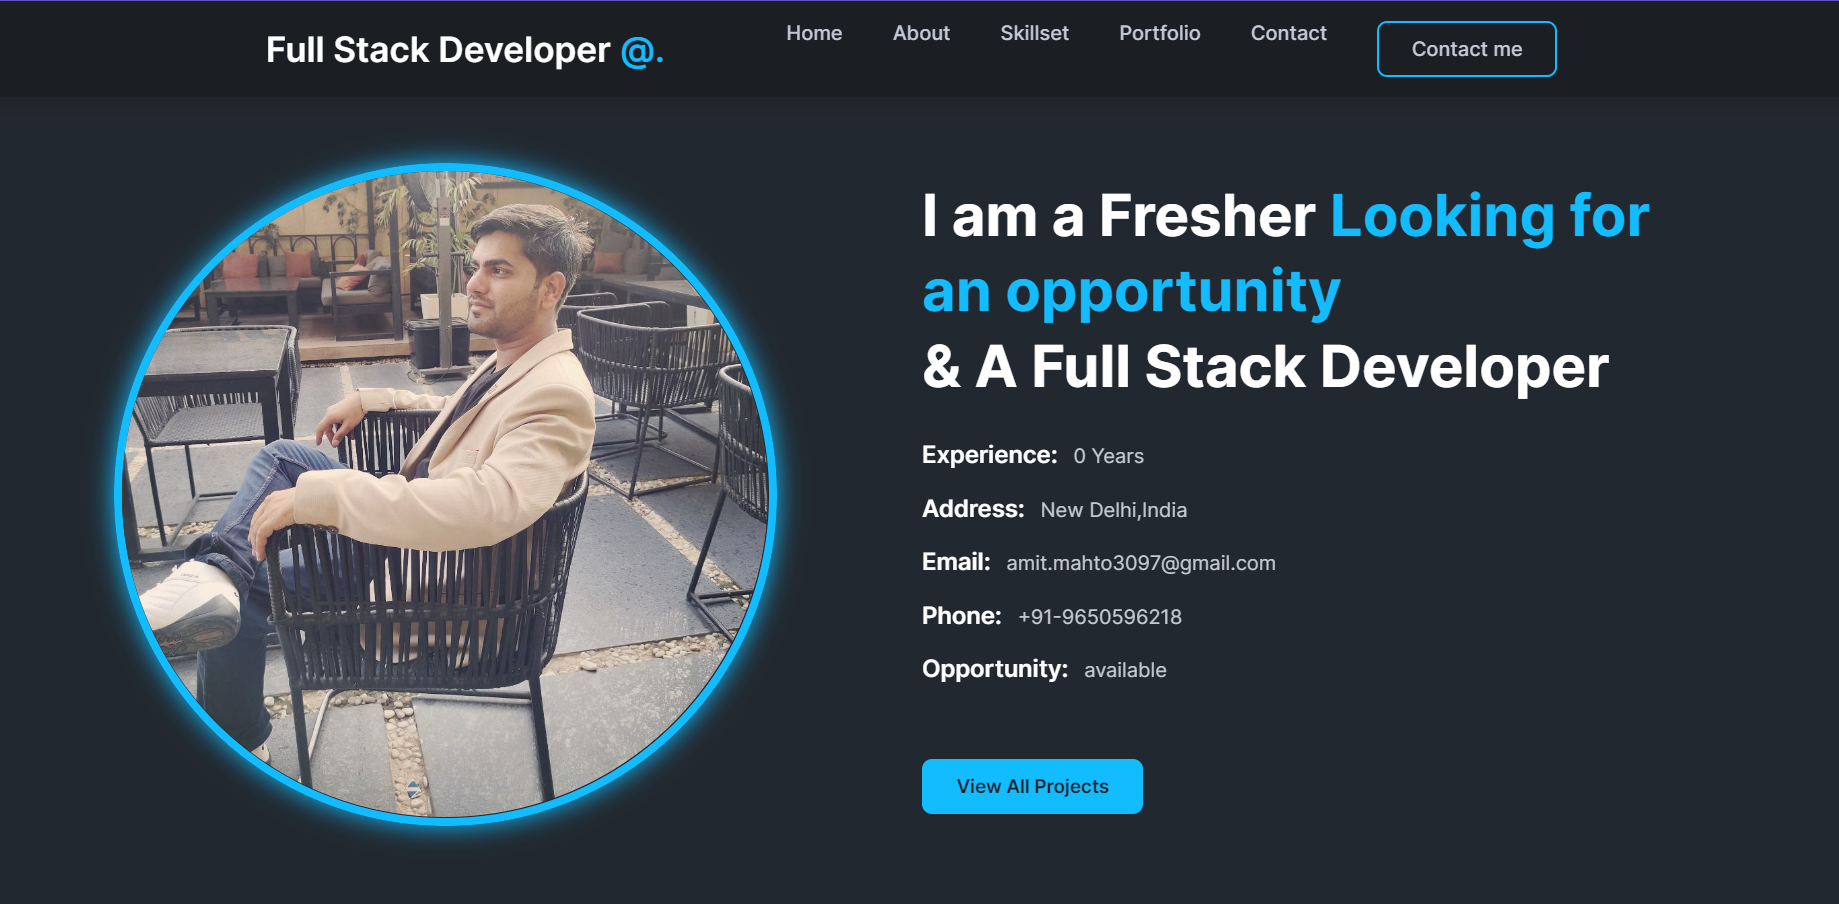 Full Stack Developer @.
Home About Skillset Portfolio Contact Contact me
I am a Fresher Looking for
an opportunity
& A Full Stack Developer
Experience: 0 Years
Address: New Delhi,India
Email: amit.mahto3097@gmail.com
Phone: +91-9650596218
Opportunity: available
View All Projects